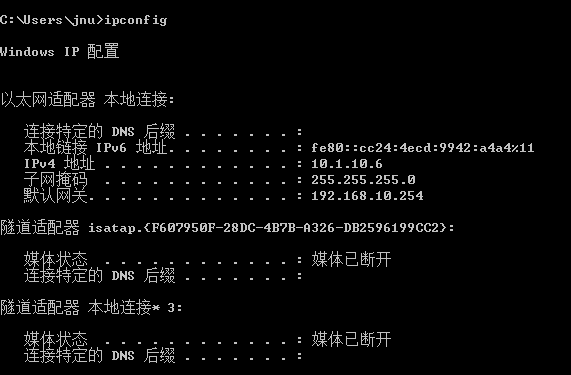 C:\Users\jnu>ipconfig
Windows IP 配置
以太网适配器 本地连接:
连接特定的 DNS 后缀 . . . . . . . :
本地链接 IPv6 地址. . . . . . . . : fe80::cc24:4ecd:9942:a4a4%11
IPv4 地址 . . . . . . . . . . . . : 10.1.10.6
子网掩码  . . . . . . . . . . . . : 255.255.255.0
默认网关. . . . . . . . . . . . . : 192.168.10.254
隧道适配器 isatap.{F607950F-28DC-4B7B-A326-DB2596199CC2}:
媒体状态  . . . . . . . . . . . . : 媒体已断开
连接特定的 DNS 后缀 . . . . . . . :
隧道适配器 本地连接* 3:
媒体状态  . . . . . . . . . . . . : 媒体已断开
连接特定的 DNS 后缀 . . . . . . . :